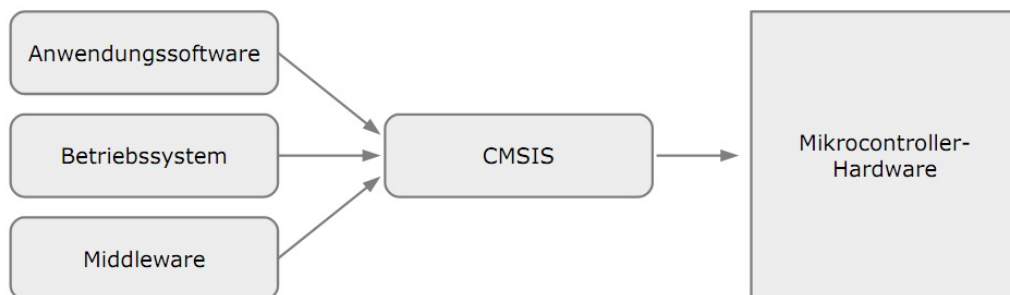 Anwendungssoftware
Betriebssystem
Middleware
CMSIS
Mikrocontroller-
Hardware